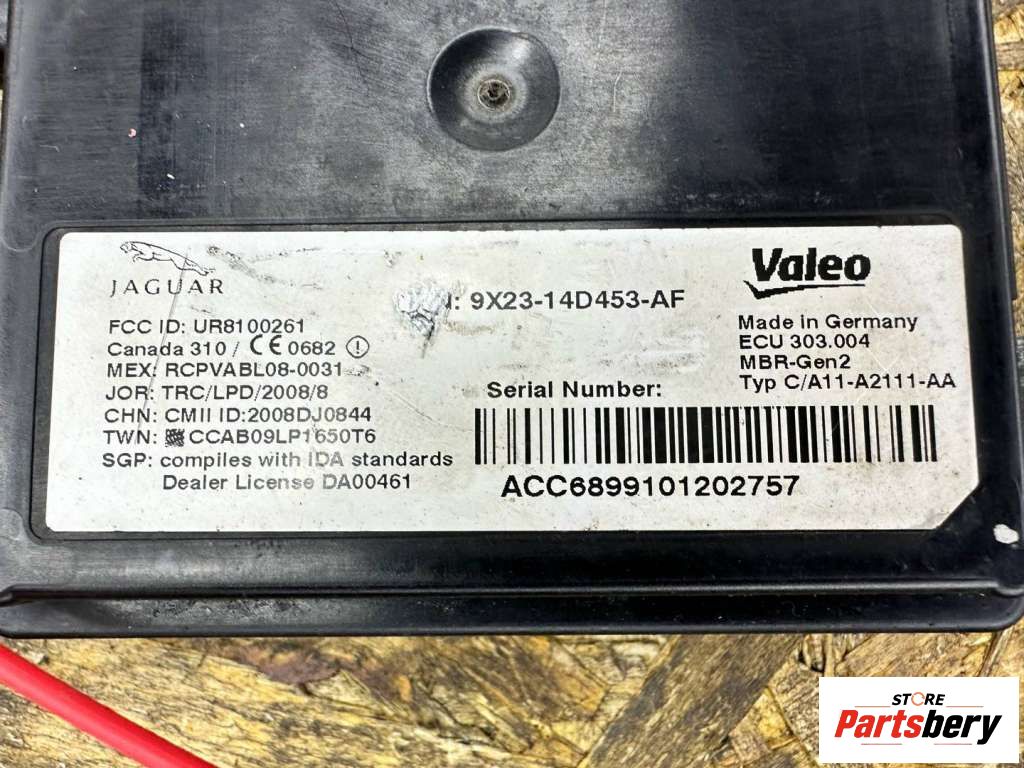 JAGUAR
FCC ID: UR8100261
Canada 310 / CE 0682
MEX: RCPVABL08-0031
JOR: TRC/LPD/2008/8
CHN: CMII ID:2008DJ0844
TWN: CCAB09LP1650T6
SGP: compiles with IDA standards
Dealer License DA00461
: 9X23-14D453-AF
Serial Number:
ACC6899101202757
Valeo
Made in Germany
ECU 303.004
MBR-Gen2
Typ C/A11-A2111-AA
STORE
Partsbery